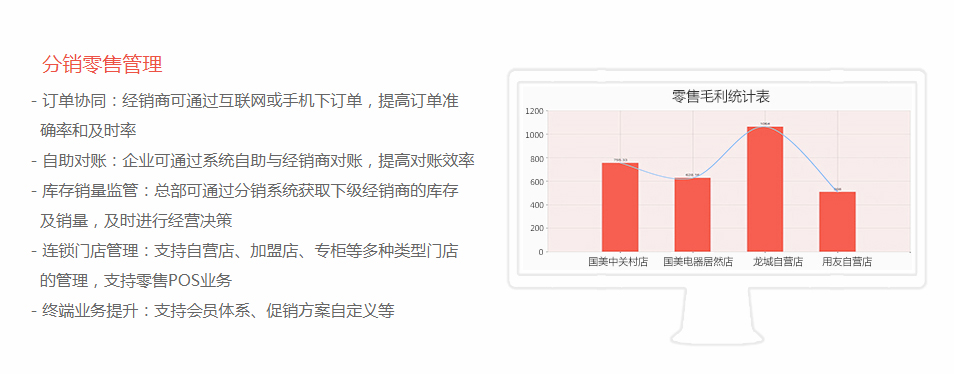 分销零售管理
- 订单协同：经销商可通过互联网或手机下订单，提高订单准
确率和及时率
- 自助对账：企业可通过系统自助与经销商对账，提高对账效率
- 库存销量监管：总部可通过分销系统获取下级经销商的库存
及销量，及时进行经营决策
- 连锁门店管理：支持自营店、加盟店、专柜等多种类型门店
的管理，支持零售POS业务
- 终端业务提升：支持会员体系、促销方案自定义等
零售毛利统计表
1200
1000
800
600
400
200
0
国美中关村店 国美电器居然店 龙城自营店 用友自营店